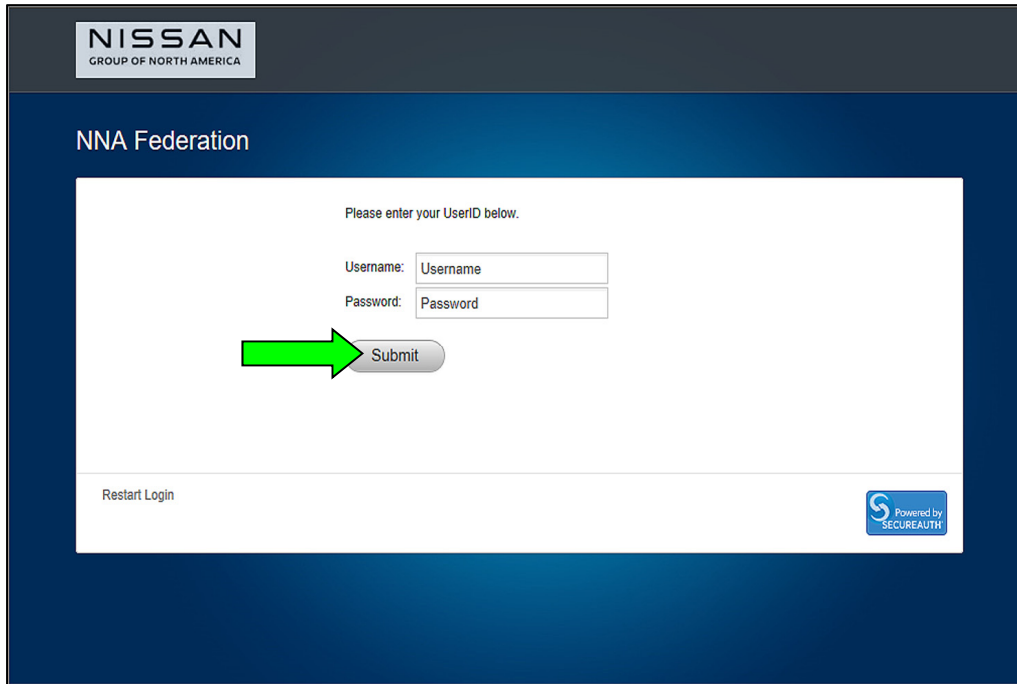 NISSAN
GROUP OF NORTH AMERICA
NNA Federation
Please enter your UserID below.
Username: Username
Password: Password
Submit
Restart Login
S Powered by
SECUREAUTH